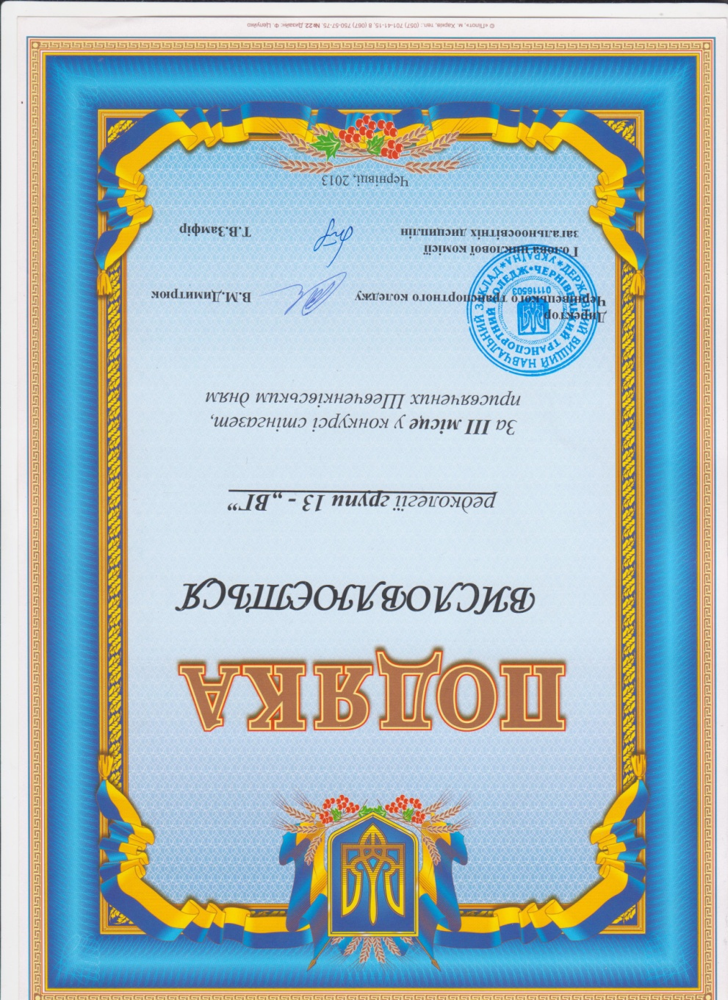 ПОДЯКА
ВИСЛОВЛЮЄТЬСЯ
редколегії групи 13 - „ВГ”
За III місце у конкурсі стінгазет,
присвячених Шевченківським дням
Директор
Чернівецького транспортного коледжу В.М.Димитрюк
Голова циклової комісії
загальноосвітніх дисциплін Т.В.Замфір
ДЕРЖАВНИЙ ВИЩИЙ НАВЧАЛЬНИЙ ЗАКЛАД * УКРАЇНА *
ЧЕРНІВЕЦЬКИЙ ТРАНСПОРТНИЙ КОЛЕДЖ *
01116503
Чернівці, 2013
© «Пілот», м. Харків, тел.: (057) 701-41-15, 8 (067) 750-57-75. №22. Дизайн: Ф.